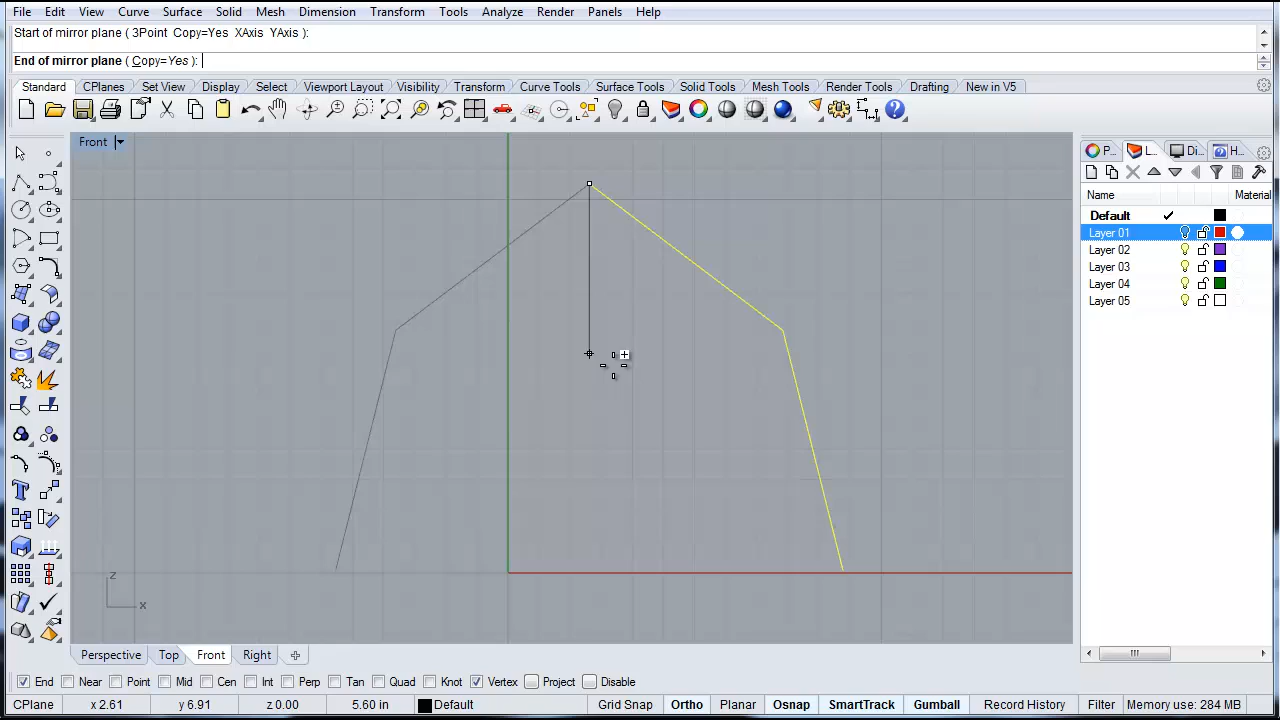 File Edit View Curve Surface Solid Mesh Dimension Transform Tools Analyze Render Panels Help
Start of mirror plane ( 3Point Copy=Yes XAxis YAxis ):
End of mirror plane ( Copy=Yes ):
Standard CPlanes Set View Display Select Viewport Layout Visibility Transform Curve Tools Surface Tools Solid Tools Mesh Tools Render Tools Drafting New in V5
Front
P... L... Di... H...
Name Material
Default
Layer 01
Layer 02
Layer 03
Layer 04
Layer 05
z
x
Perspective Top Front Right
End Near Point Mid Cen Int Perp Tan Quad Knot Vertex Project Disable
CPlane x 2.61 y 6.91 z 0.00 5.60 in Default Grid Snap Ortho Planar Osnap SmartTrack Gumball Record History Filter Memory use: 284 MB